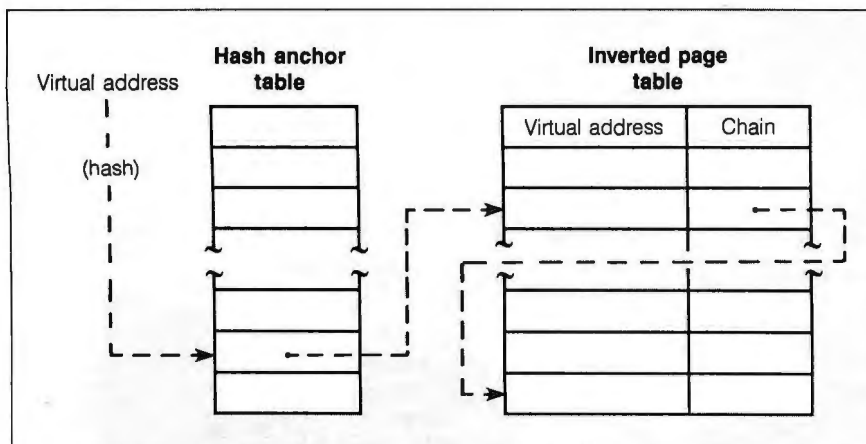 Hash anchor
table
Inverted page
table
Virtual address
Virtual address
Chain
(hash)